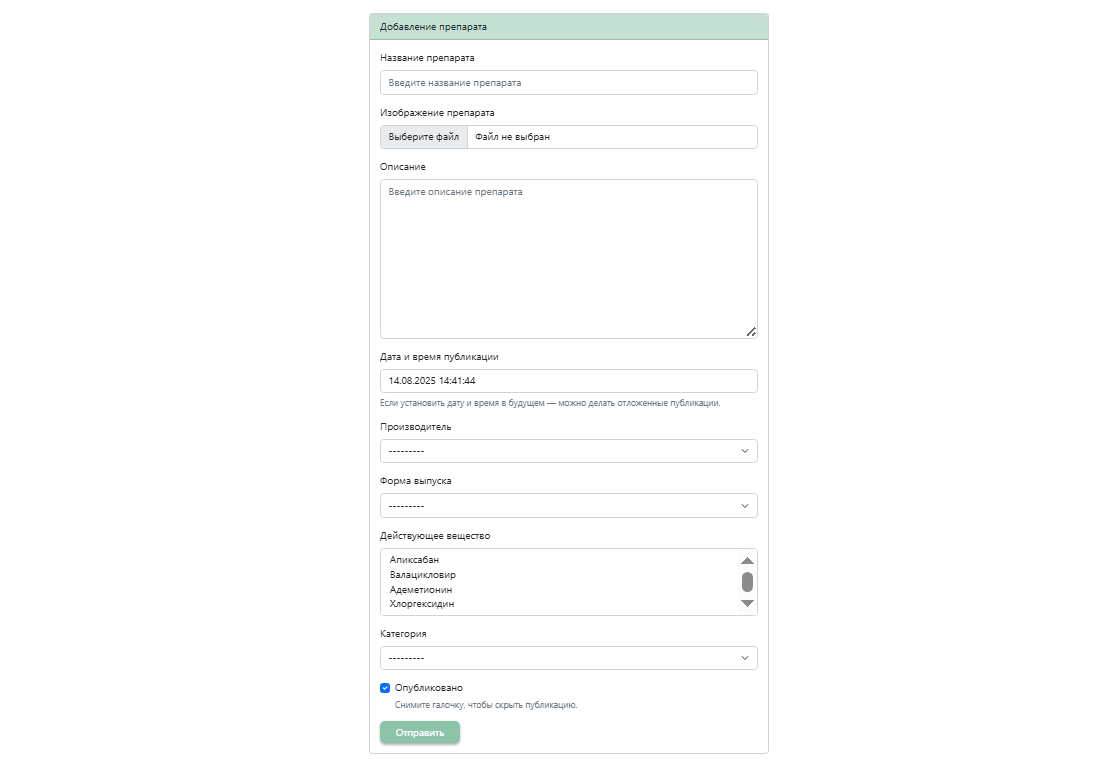 Добавление препарата
Название препарата
Введите название препарата
Изображение препарата
Выберите файл Файл не выбран
Описание
Введите описание препарата
Дата и время публикации
14.08.2025 14:41:44
Если установить дату и время в будущем — можно делать отложенные публикации.
Производитель
---------
Форма выпуска
---------
Действующее вещество
Апиксабан
Валацикловир
Адеметионин
Хлоргексидин
Категория
---------
Опубликовано
Снимите галочку, чтобы скрыть публикацию.
Отправить